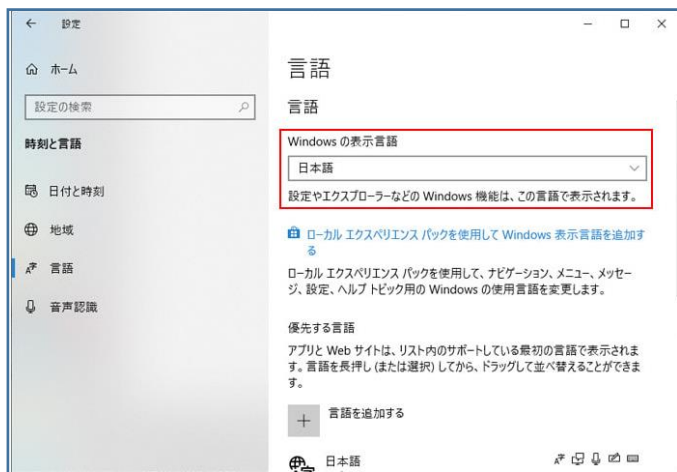 設定
ホーム
設定の検索
時刻と言語
日付と時刻
地域
言語
音声認識
言語
言語
Windows の表示言語
日本語
設定やエクスプローラーなどの Windows 機能は、この言語で表示されます。
ローカル エクスペリエンス パックを使用して Windows 表示言語を追加す
る
ローカル エクスペリエンス パックを使用して、ナビゲーション、メニュー、メッセー
ジ、設定、ヘルプ トピック用の Windows の使用言語を変更します。
優先する言語
アプリと Web サイトは、リスト内のサポートしている最初の言語で表示されま
す。言語を長押し (または選択) してから、ドラッグして並べ替えることができま
す。
言語を追加する
日本語